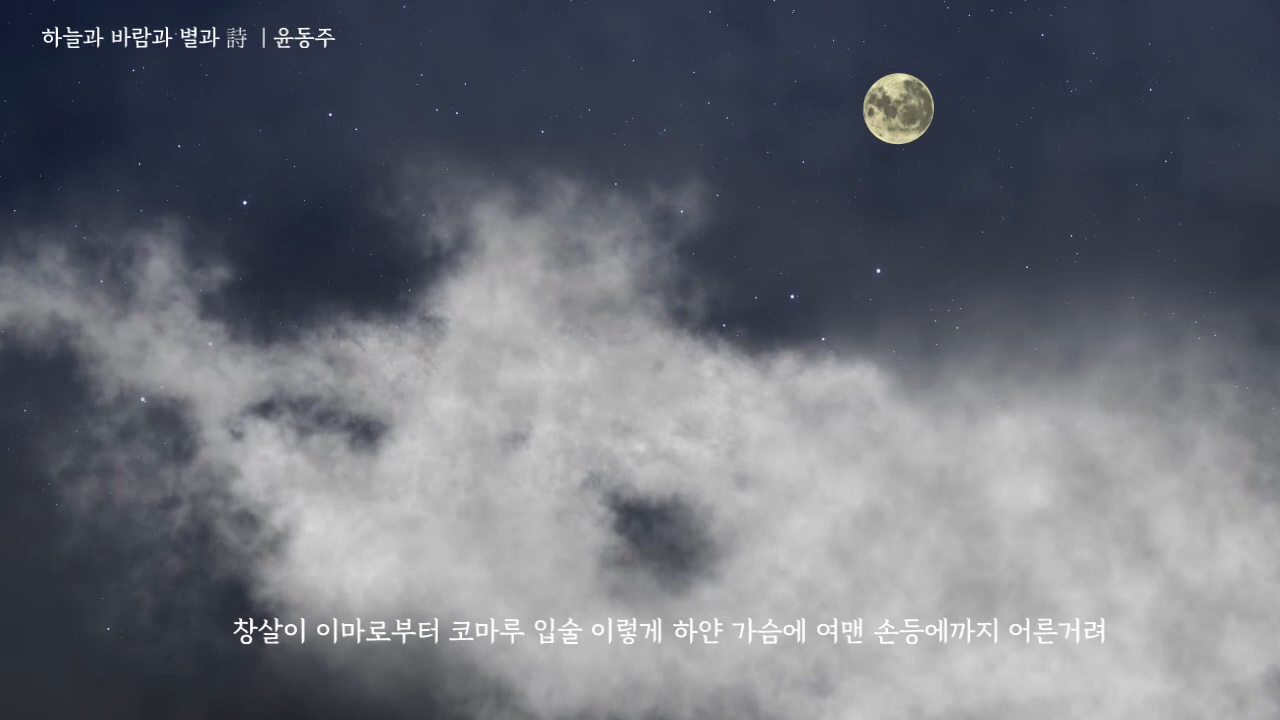 하늘과 바람과 별과 詩 | 윤동주
창살이 이마로부터 코마루 입술 이렇게 하얀 가슴에 여맨 손등에까지 어른거려